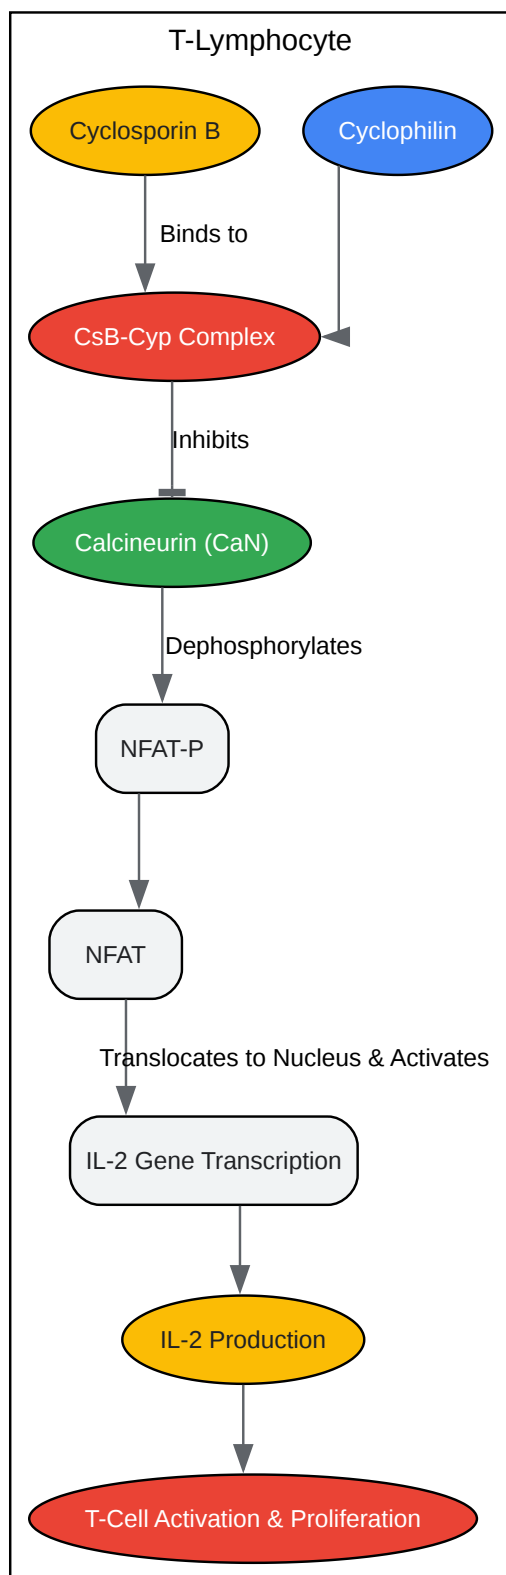 T-Lymphocyte
Cyclosporin B
Cyclophilin
Binds to
CsB-Cyp Complex
Inhibits
Calcineurin (CaN)
Dephosphorylates
NFAT-P
NFAT
Translocates to Nucleus & Activates
IL-2 Gene Transcription
IL-2 Production
T-Cell Activation & Proliferation